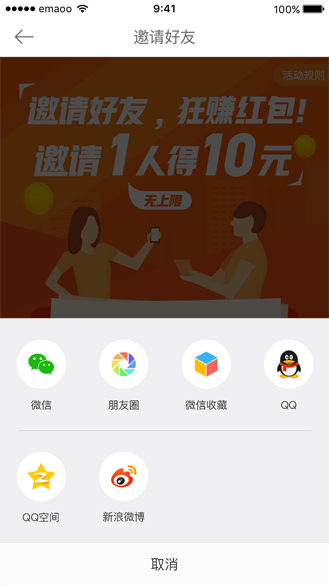 emaoo
9:41
100%
邀请好友
活动规则
邀请好友，狂赚红包!
邀请1人得10元
无上限
微信
朋友圈
微信收藏
QQ
QQ空间
新浪微博
取消